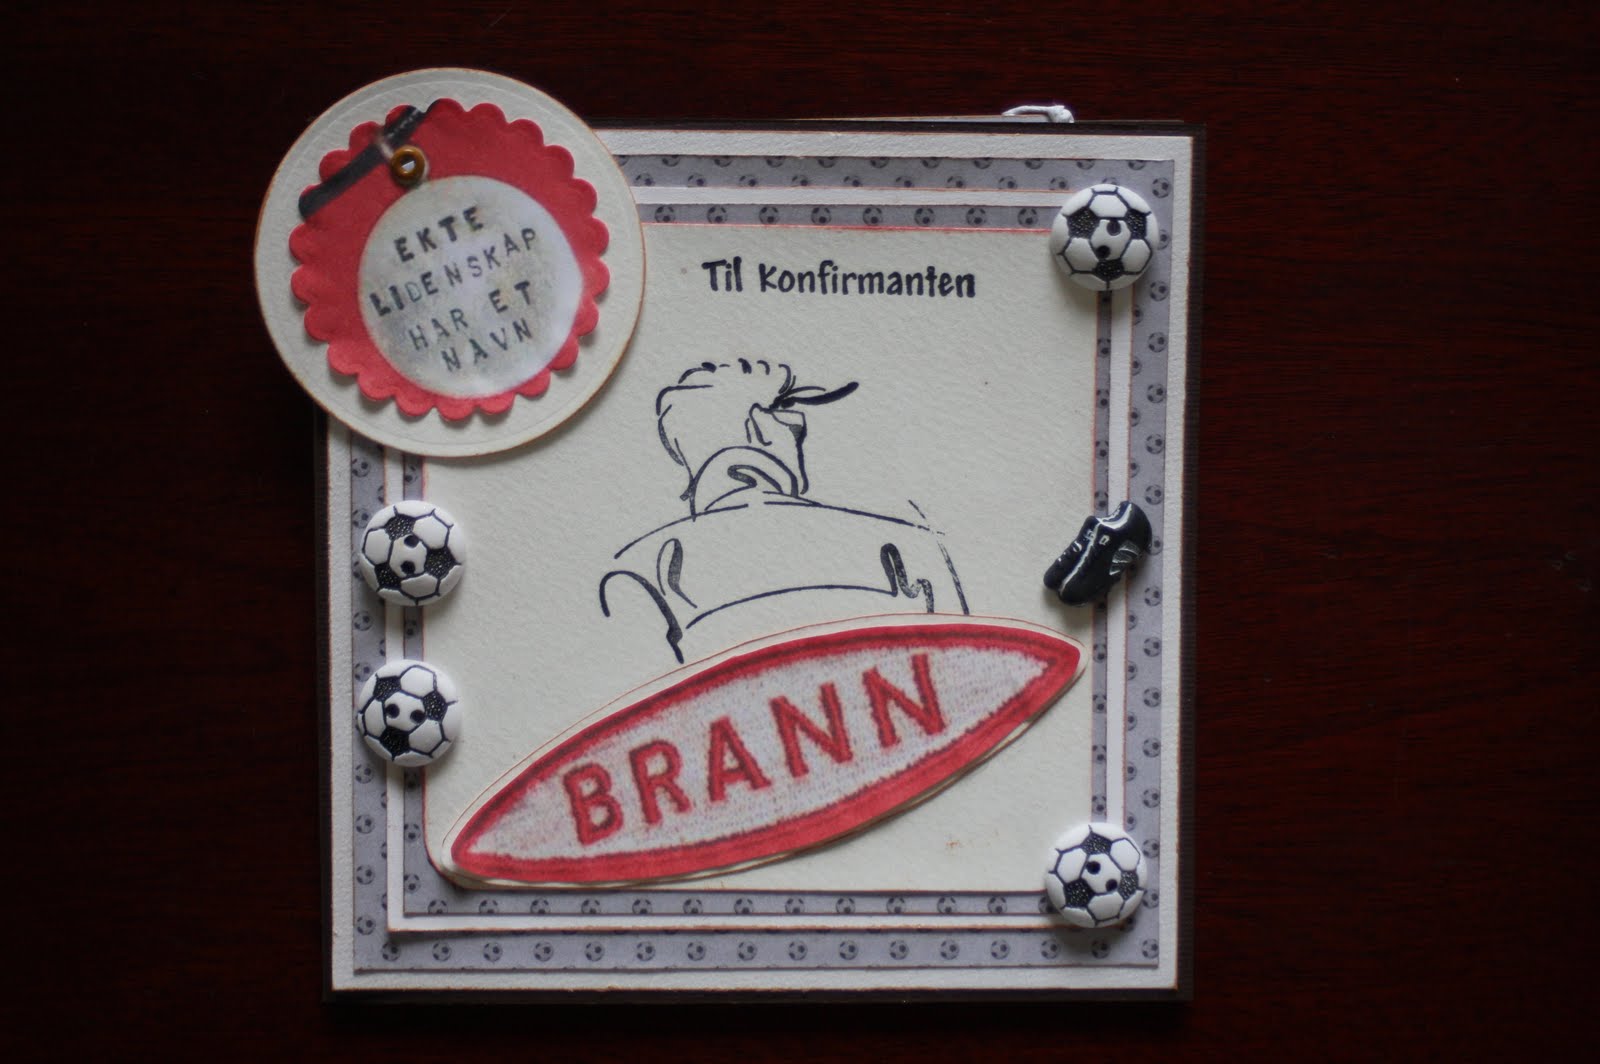 EKTE
LIDENSKAP
HAR ET
NAVN
Til Konfirmanten
BRANN